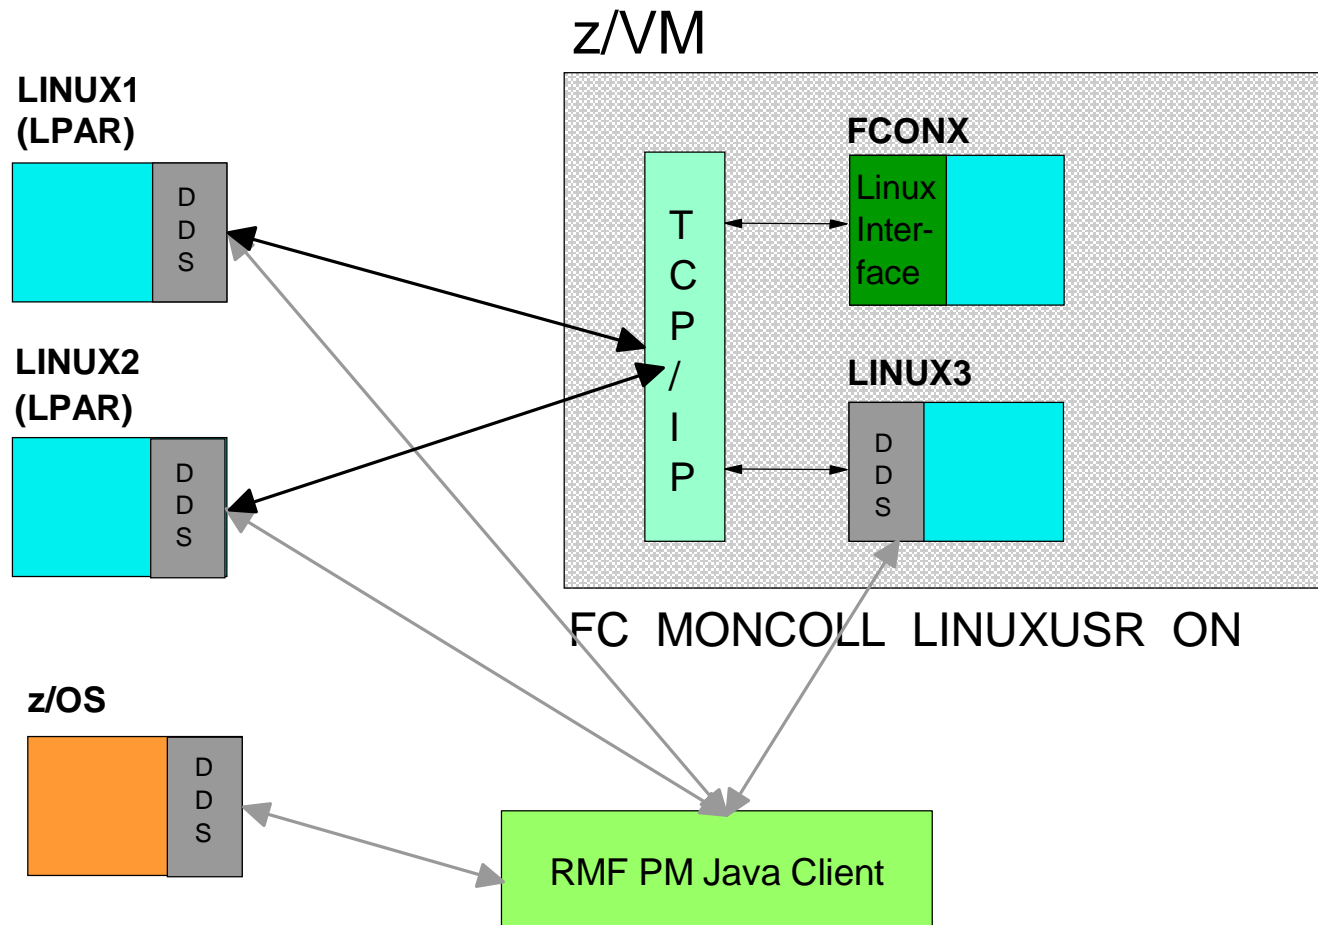 z/VM
LINUX1
(LPAR)
D
D
S
FCONX
Linux
Inter-
face
T
C
P
/
I
P
LINUX2
(LPAR)
D
D
S
LINUX3
D
D
S
FC MONCOLL LINUXUSR ON
z/OS
D
D
S
RMF PM Java Client